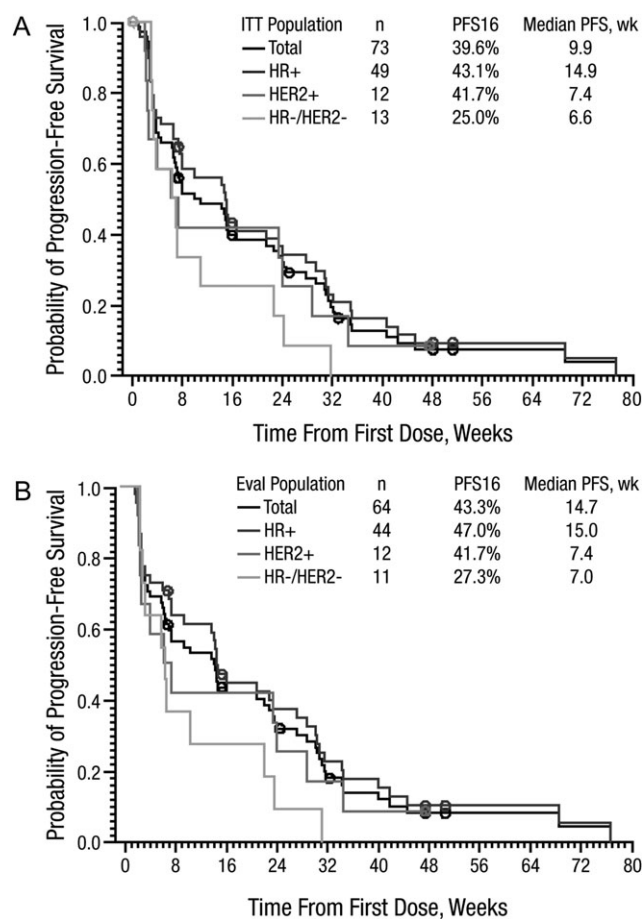 A
ITT Population n PFS16 Median PFS, wk
Total 73 39.6% 9.9
HR+ 49 43.1% 14.9
HER2+ 12 41.7% 7.4
HR-/HER2- 13 25.0% 6.6
Probability of Progression-Free Survival
1.0
0.8
0.6
0.4
0.2
0.0
0 8 16 24 32 40 48 56 64 72 80
Time From First Dose, Weeks
B
Eval Population n PFS16 Median PFS, wk
Total 64 43.3% 14.7
HR+ 44 47.0% 15.0
HER2+ 12 41.7% 7.4
HR-/HER2- 11 27.3% 7.0
Probability of Progression-Free Survival
1.0
0.8
0.6
0.4
0.2
0.0
0 8 16 24 32 40 48 56 64 72 80
Time From First Dose, Weeks